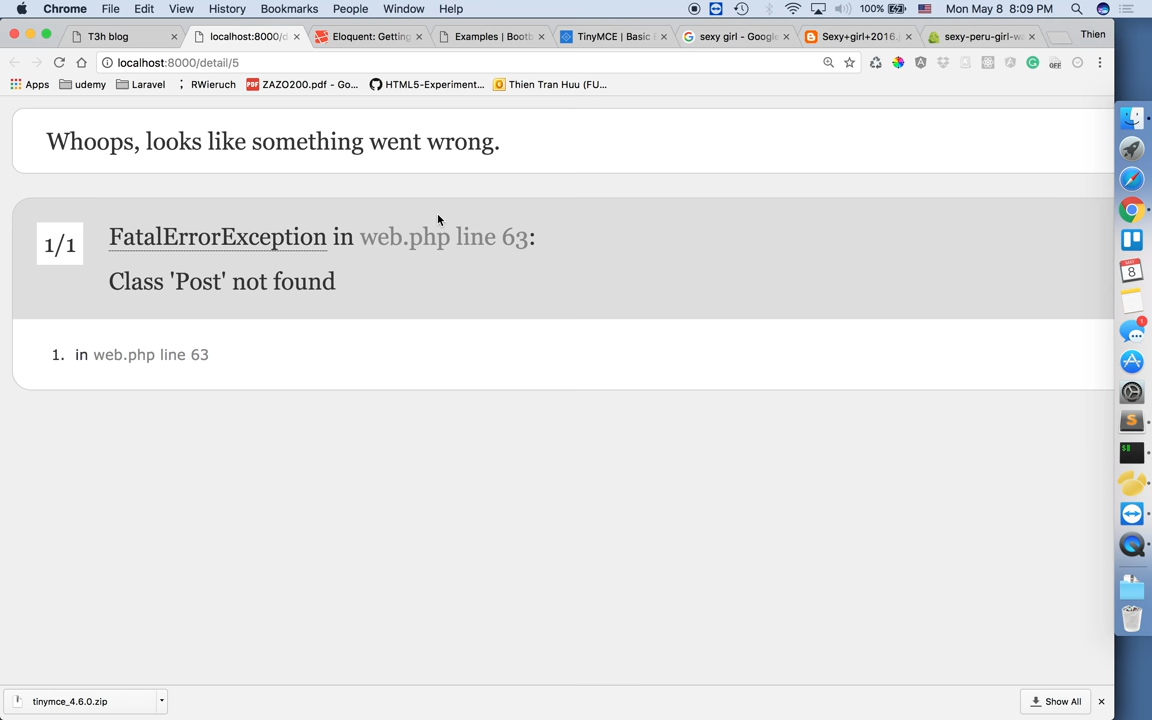 Chrome File Edit View History Bookmarks People Window Help 100% Mon May 8 8:09 PM
T3h blog localhost:8000/d Eloquent: Getting Examples | Bootb TinyMCE | Basic sexy girl - Google Sexy+girl+2016. sexy-peru-girl-wa Thien
localhost:8000/detail/5
Apps udemy Laravel ; RWieruch PDF ZAZO200.pdf - Go... HTML5-Experiment... Thien Tran Huu (FU...
Whoops, looks like something went wrong.
1/1 FatalErrorException in web.php line 63:
Class 'Post' not found
1. in web.php line 63
tinymce_4.6.0.zip Show All